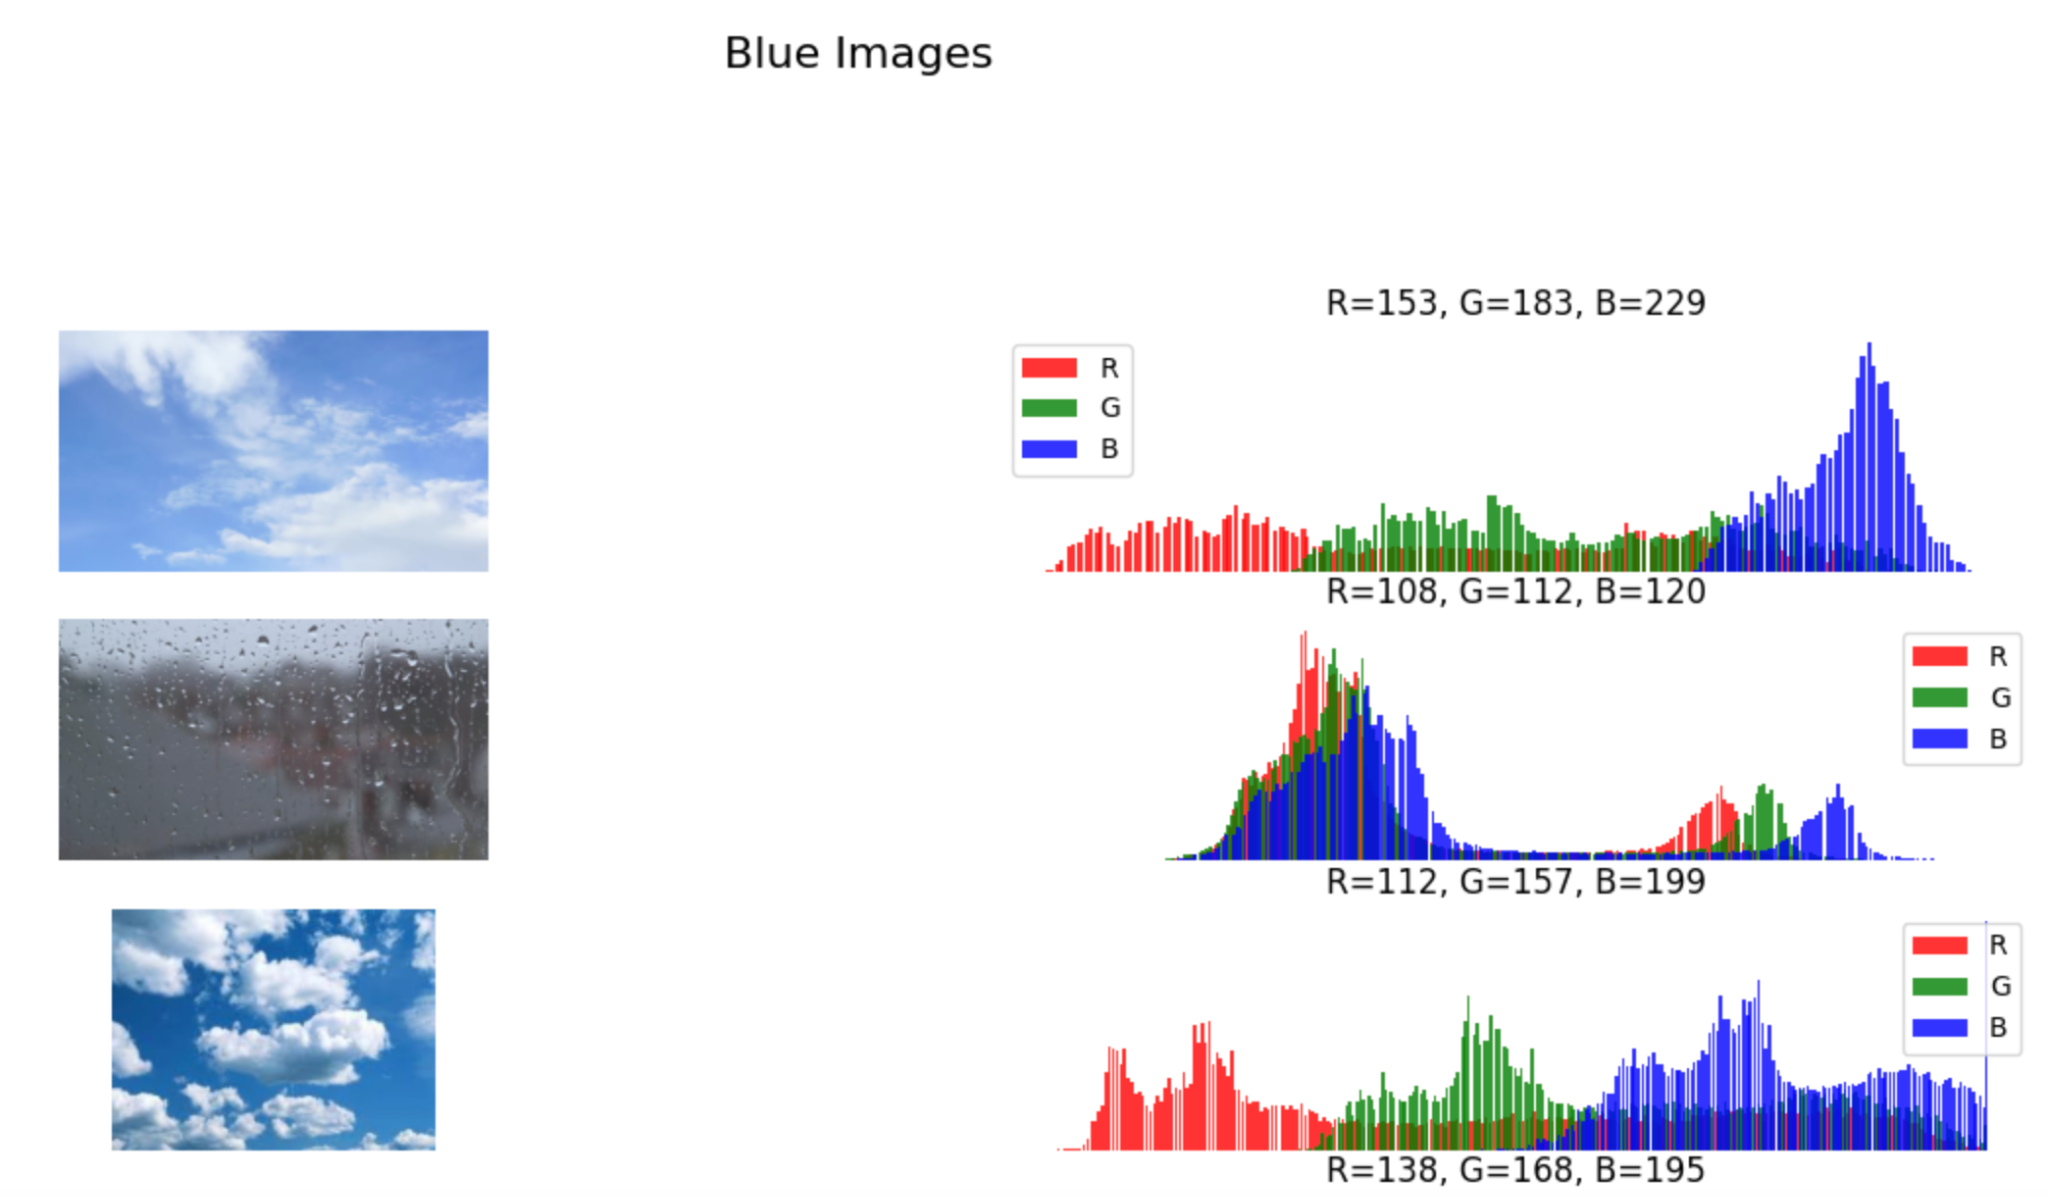 Blue Images
R=153, G=183, B=229
R
G
B
R=108, G=112, B=120
R
G
B
R=112, G=157, B=199
R
G
B
R=138, G=168, B=195